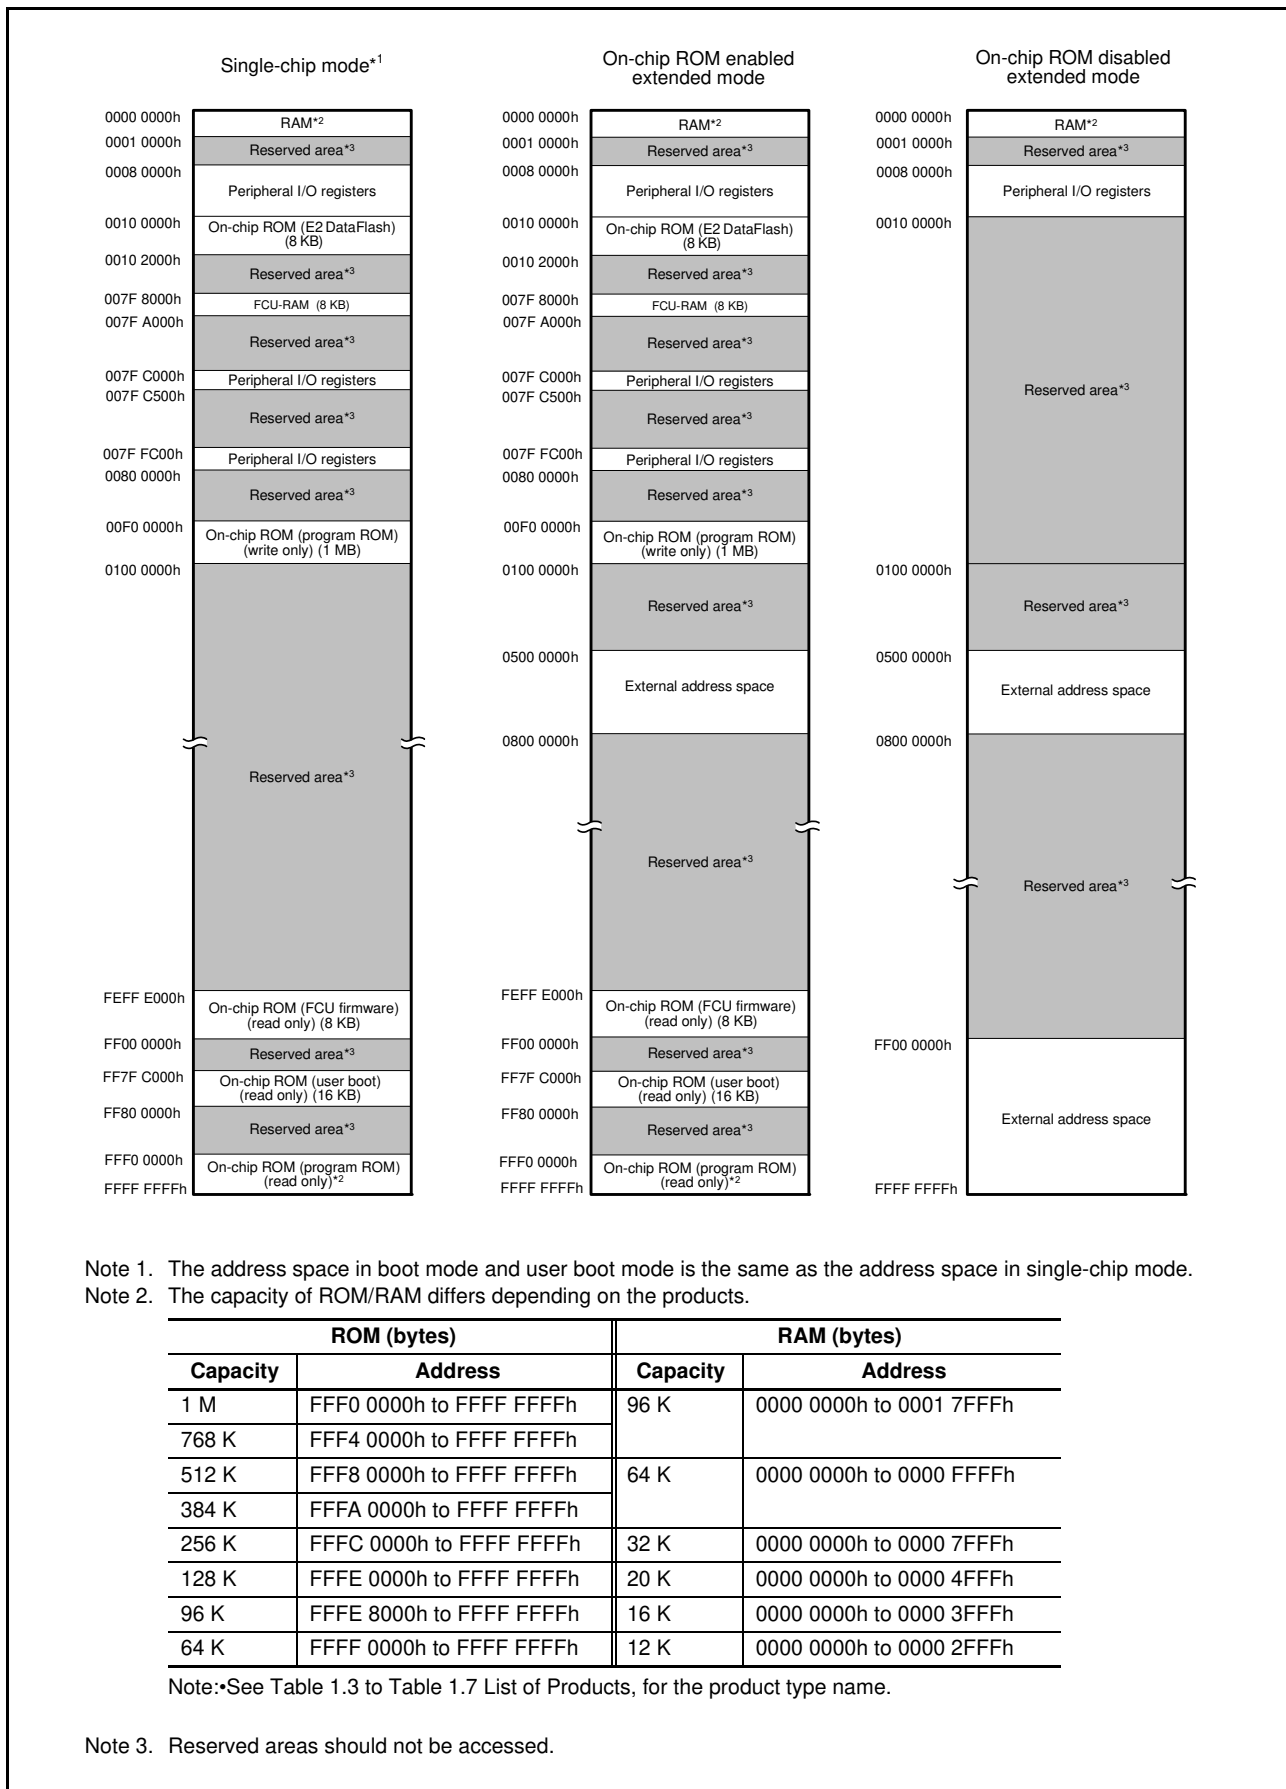 Single-chip mode*1
0000 0000h
RAM*2
0001 0000h
Reserved area*3
0008 0000h
Peripheral I/O registers
0010 0000h
On-chip ROM (E2 DataFlash)
(8 KB)
0010 2000h
Reserved area*3
007F 8000h
FCU-RAM (8 KB)
007F A000h
Reserved area*3
007F C000h
Peripheral I/O registers
007F C500h
Reserved area*3
007F FC00h
Peripheral I/O registers
0080 0000h
Reserved area*3
00F0 0000h
On-chip ROM (program ROM)
(write only) (1 MB)
0100 0000h
Reserved area*3
FEFF E000h
On-chip ROM (FCU firmware)
(read only) (8 KB)
FF00 0000h
Reserved area*3
FF7F C000h
On-chip ROM (user boot)
(read only) (16 KB)
FF80 0000h
Reserved area*3
FFF0 0000h
On-chip ROM (program ROM)
(read only)*2
FFFF FFFFh
On-chip ROM enabled
extended mode
0000 0000h
RAM*2
0001 0000h
Reserved area*3
0008 0000h
Peripheral I/O registers
0010 0000h
On-chip ROM (E2 DataFlash)
(8 KB)
0010 2000h
Reserved area*3
007F 8000h
FCU-RAM (8 KB)
007F A000h
Reserved area*3
007F C000h
Peripheral I/O registers
007F C500h
Reserved area*3
007F FC00h
Peripheral I/O registers
0080 0000h
Reserved area*3
00F0 0000h
On-chip ROM (program ROM)
(write only) (1 MB)
0100 0000h
Reserved area*3
0500 0000h
External address space
0800 0000h
Reserved area*3
FEFF E000h
On-chip ROM (FCU firmware)
(read only) (8 KB)
FF00 0000h
Reserved area*3
FF7F C000h
On-chip ROM (user boot)
(read only) (16 KB)
FF80 0000h
Reserved area*3
FFF0 0000h
On-chip ROM (program ROM)
(read only)*2
FFFF FFFFh
On-chip ROM disabled
extended mode
0000 0000h
RAM*2
0001 0000h
Reserved area*3
0008 0000h
Peripheral I/O registers
0010 0000h
Reserved area*3
0100 0000h
Reserved area*3
0500 0000h
External address space
0800 0000h
Reserved area*3
FF00 0000h
External address space
FFFF FFFFh
Note 1. The address space in boot mode and user boot mode is the same as the address space in single-chip mode.
Note 2. The capacity of ROM/RAM differs depending on the products.
ROM (bytes) RAM (bytes)
Capacity Address Capacity Address
1 M FFF0 0000h to FFFF FFFFh 96 K 0000 0000h to 0001 7FFFh
768 K FFF4 0000h to FFFF FFFFh
512 K FFF8 0000h to FFFF FFFFh 64 K 0000 0000h to 0000 FFFFh
384 K FFFA 0000h to FFFF FFFFh
256 K FFFC 0000h to FFFF FFFFh 32 K 0000 0000h to 0000 7FFFh
128 K FFFE 0000h to FFFF FFFFh 20 K 0000 0000h to 0000 4FFFh
96 K FFFE 8000h to FFFF FFFFh 16 K 0000 0000h to 0000 3FFFh
64 K FFFF 0000h to FFFF FFFFh 12 K 0000 0000h to 0000 2FFFh
Note:•See Table 1.3 to Table 1.7 List of Products, for the product type name.
Note 3. Reserved areas should not be accessed.